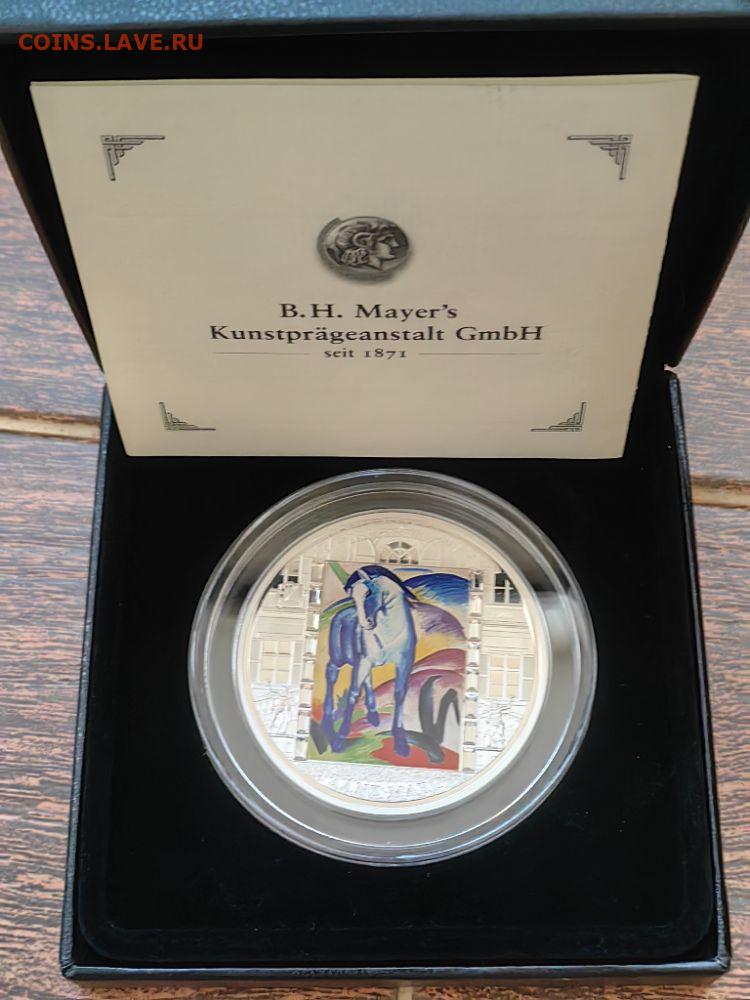 COINS.LAVE.RU
B.H. Mayer's
Kunstprägeanstalt GmbH
seit 1871